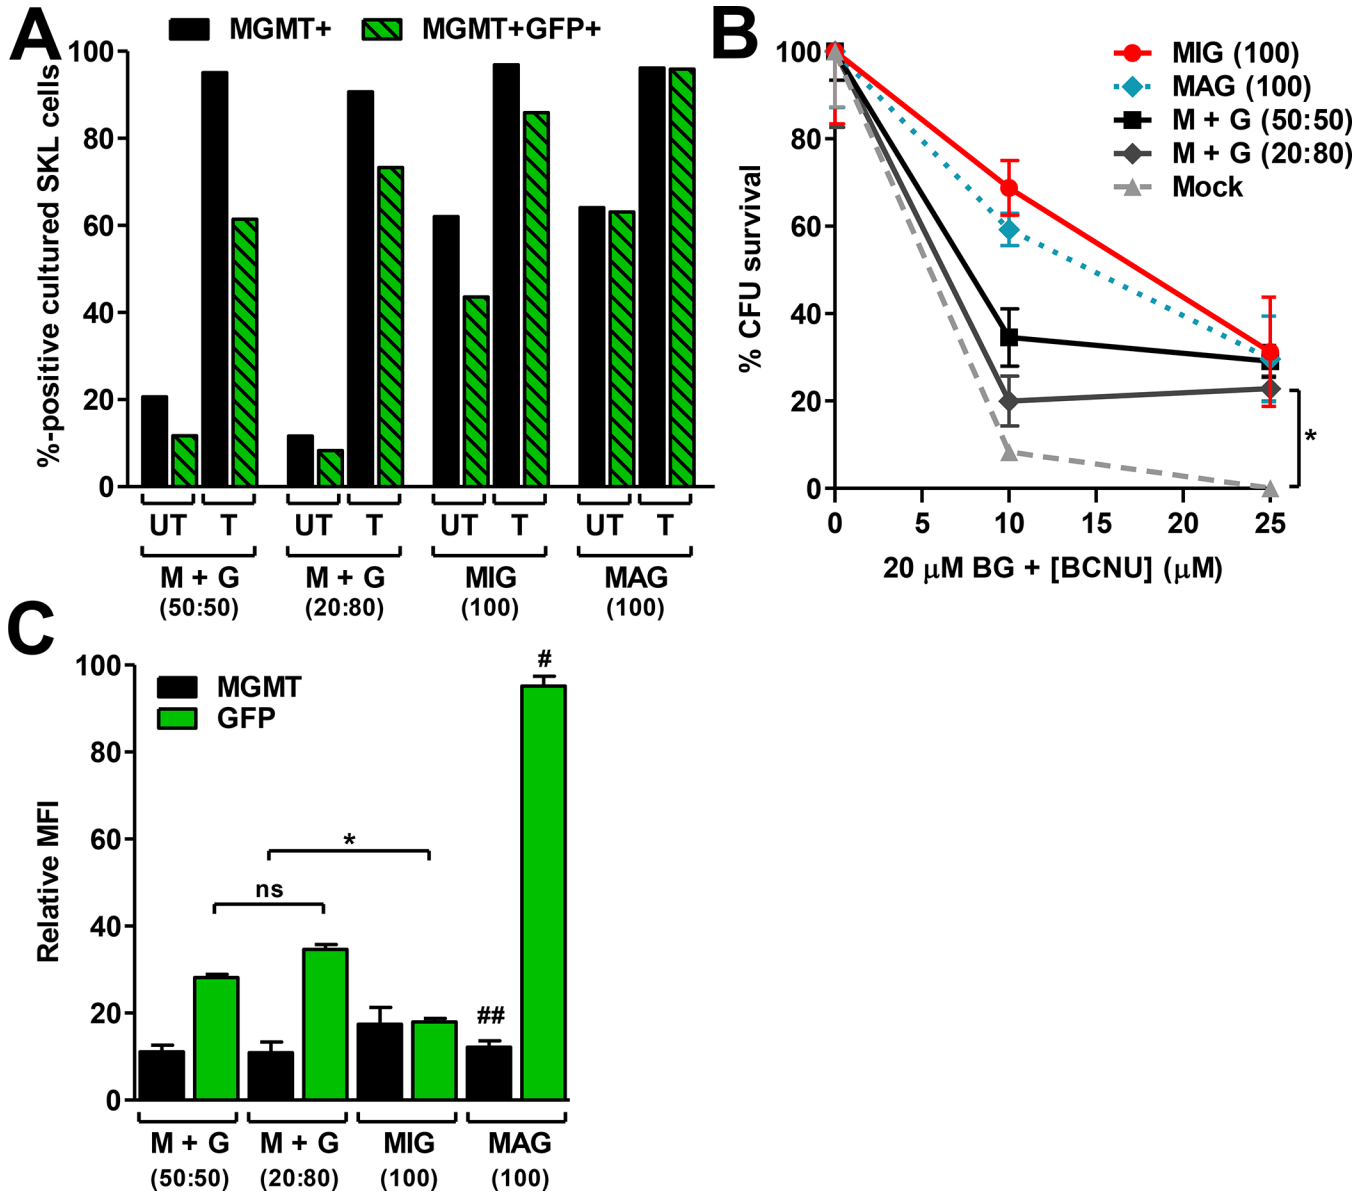 A
MGMT+ MGMT+GFP+
%-positive cultured SKL cells
100
80
60
40
20
0
UT T UT T UT T UT T
M + G M + G MIG MAG
(50:50) (20:80) (100) (100)
B
MIG (100)
MAG (100)
M + G (50:50)
M + G (20:80)
Mock
% CFU survival
100
80
60
40
20
0
*
0 5 10 15 20 25
20 μM BG + [BCNU] (μM)
C
MGMT
GFP
Relative MFI
100
80
60
40
20
0
#
*
ns
##
M + G M + G MIG MAG
(50:50) (20:80) (100) (100)